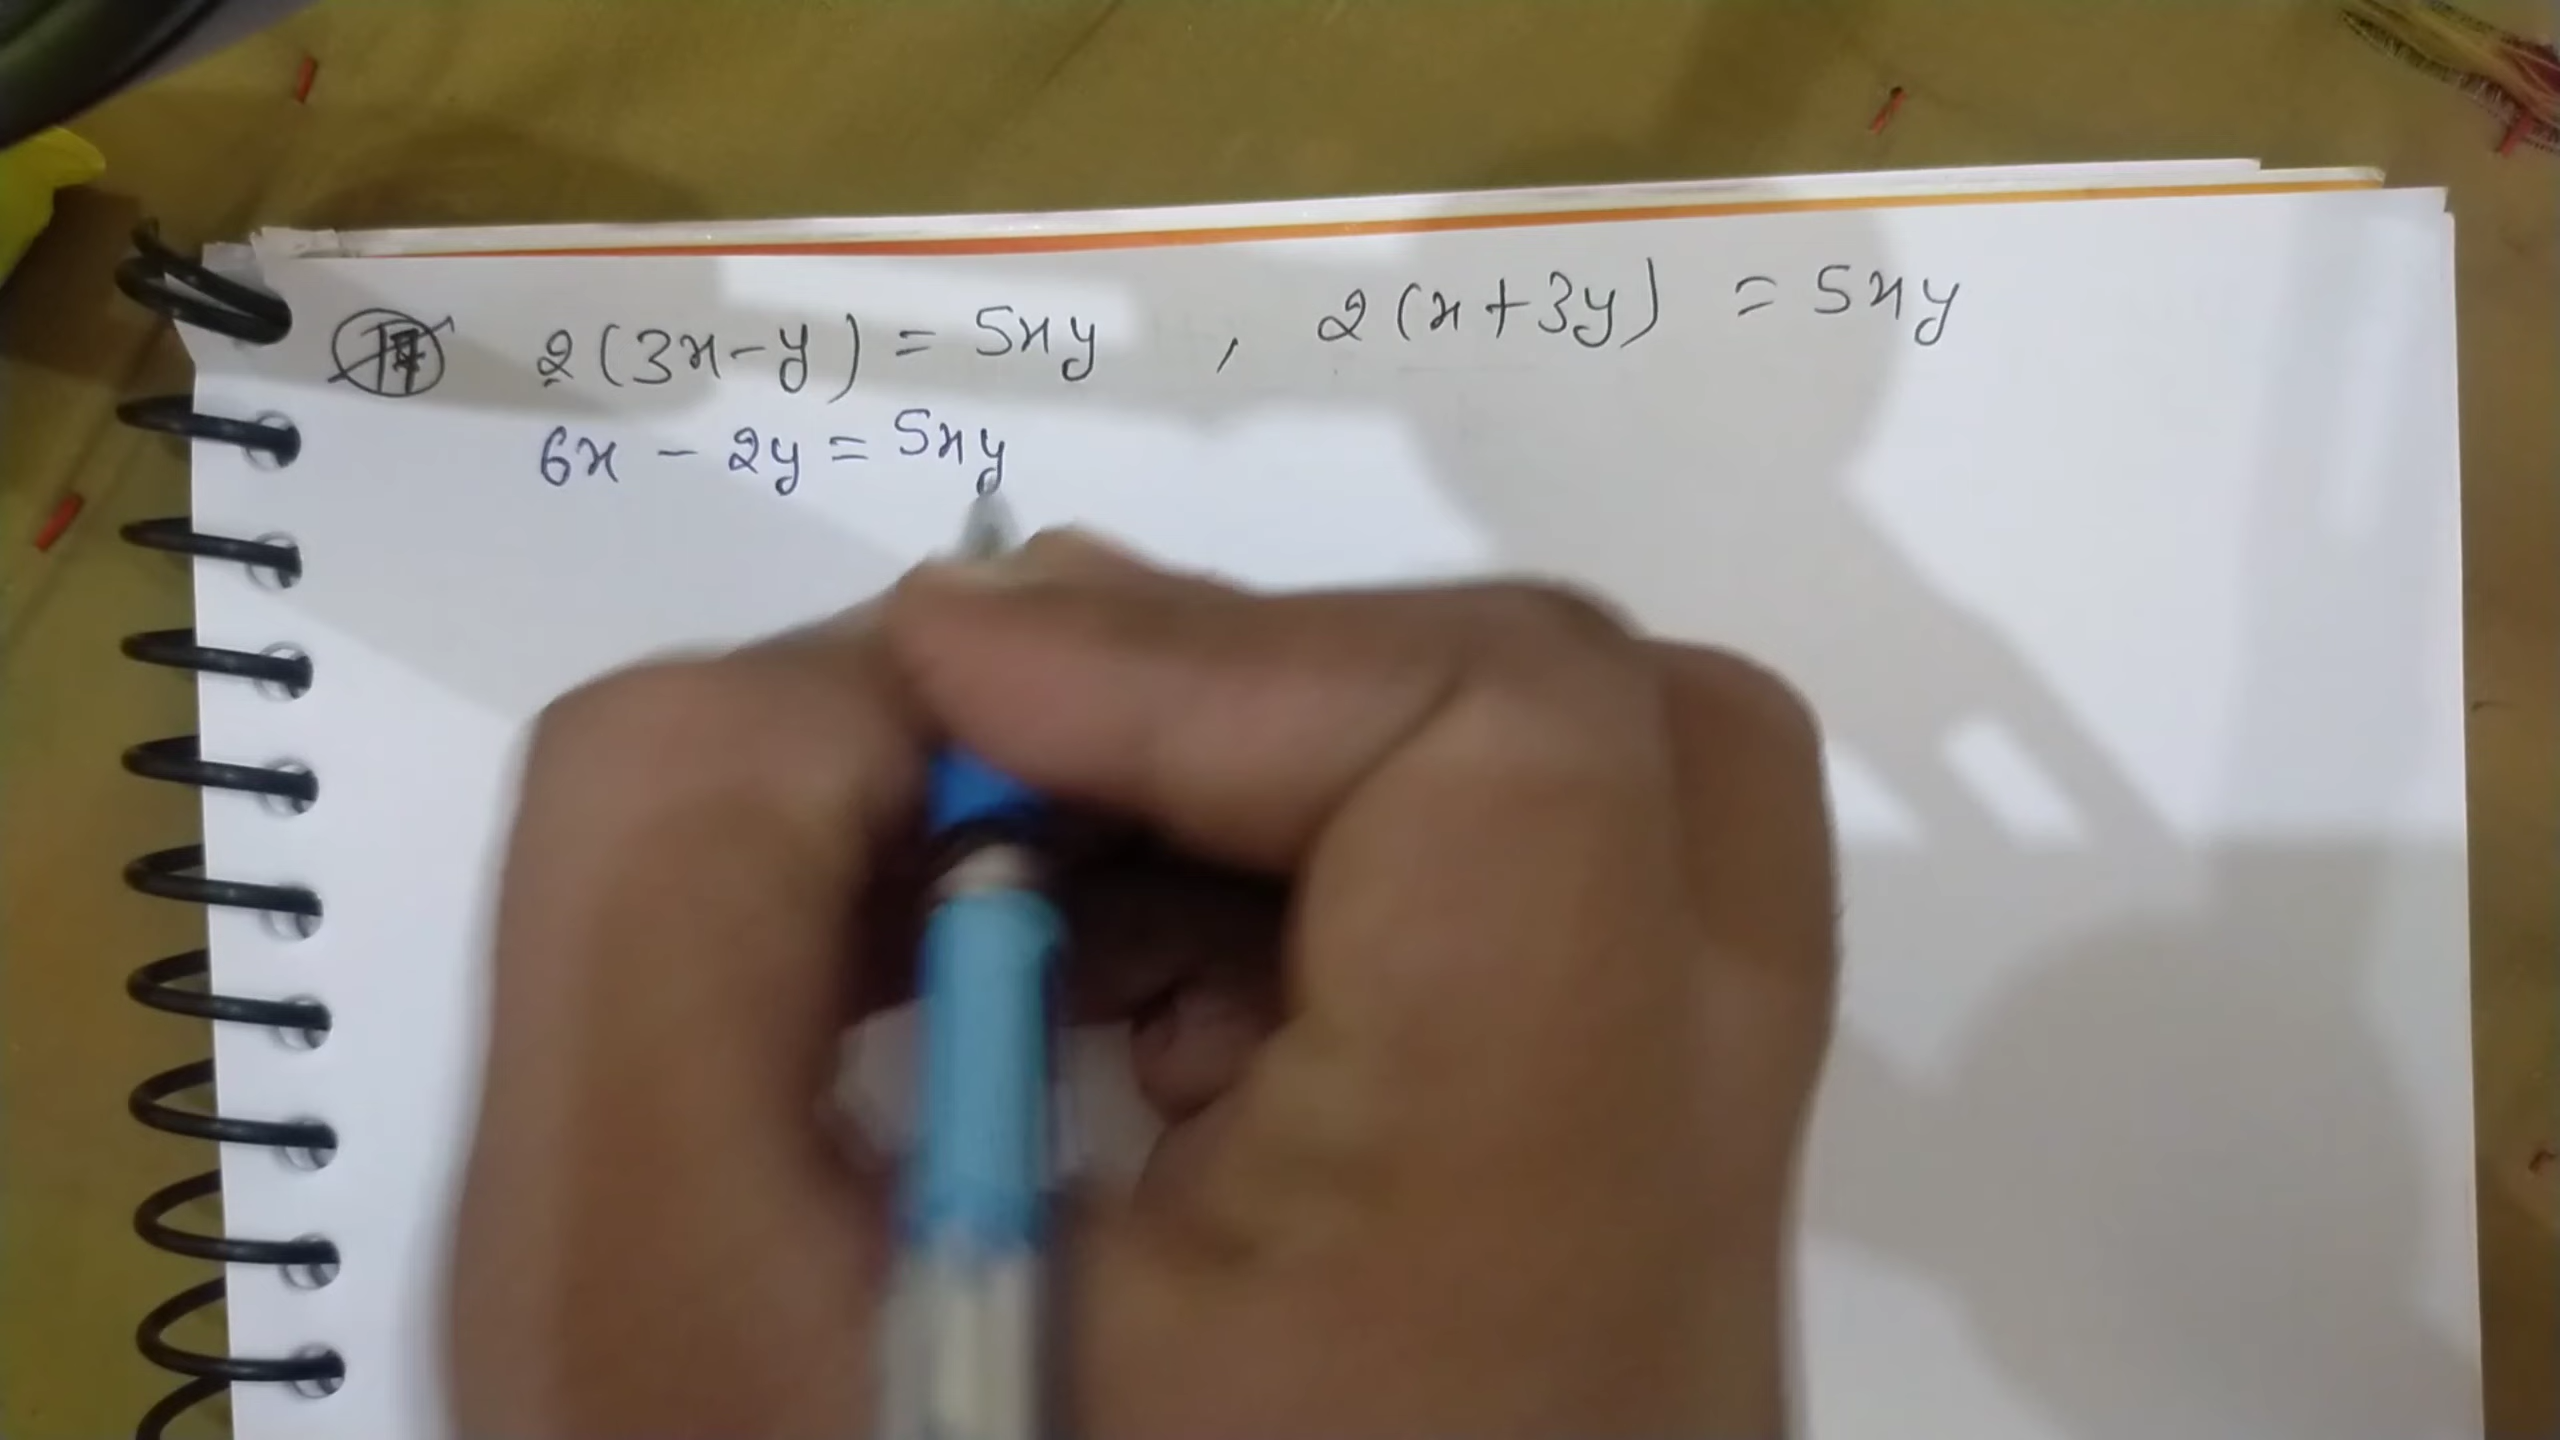 2(3x-y) = 5xy , 2(x+3y) = 5xy
6x - 2y = 5xy